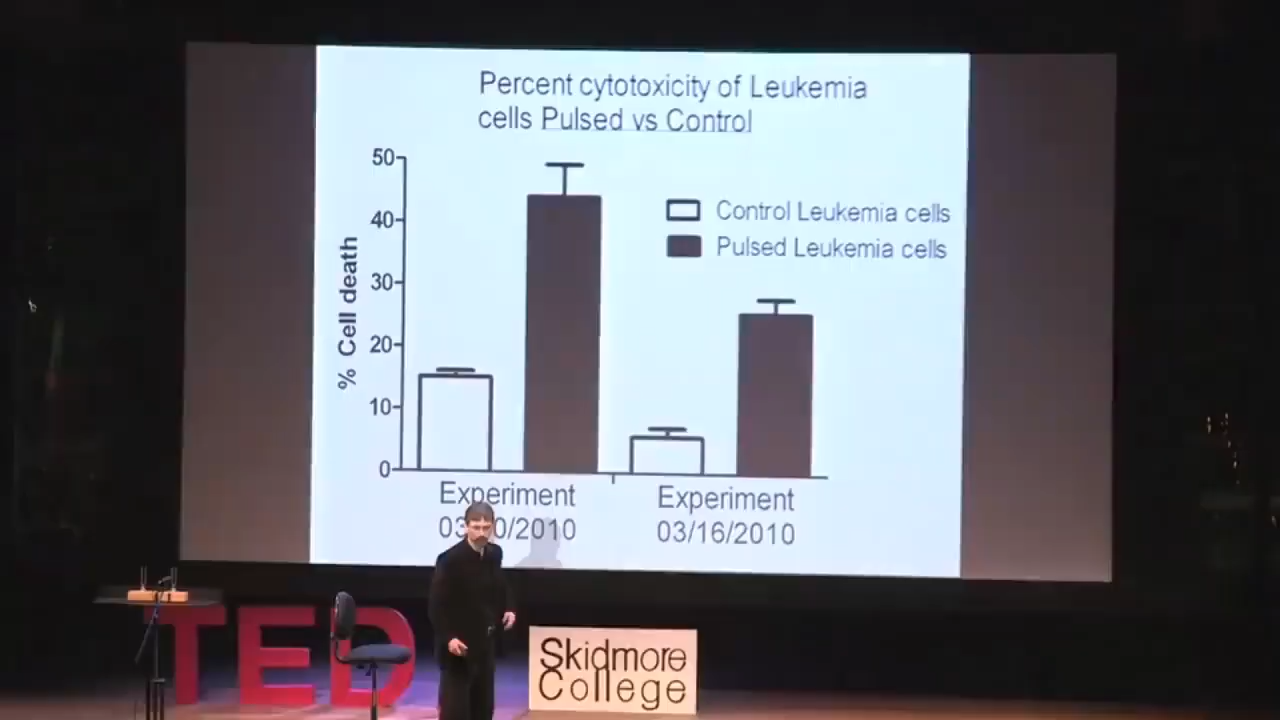 Percent cytotoxicity of Leukemia
cells Pulsed vs Control
50
40
30
20
10
0
% Cell death
Control Leukemia cells
Pulsed Leukemia cells
Experiment
Experiment
03/16/2010
TED
Skidmore
College